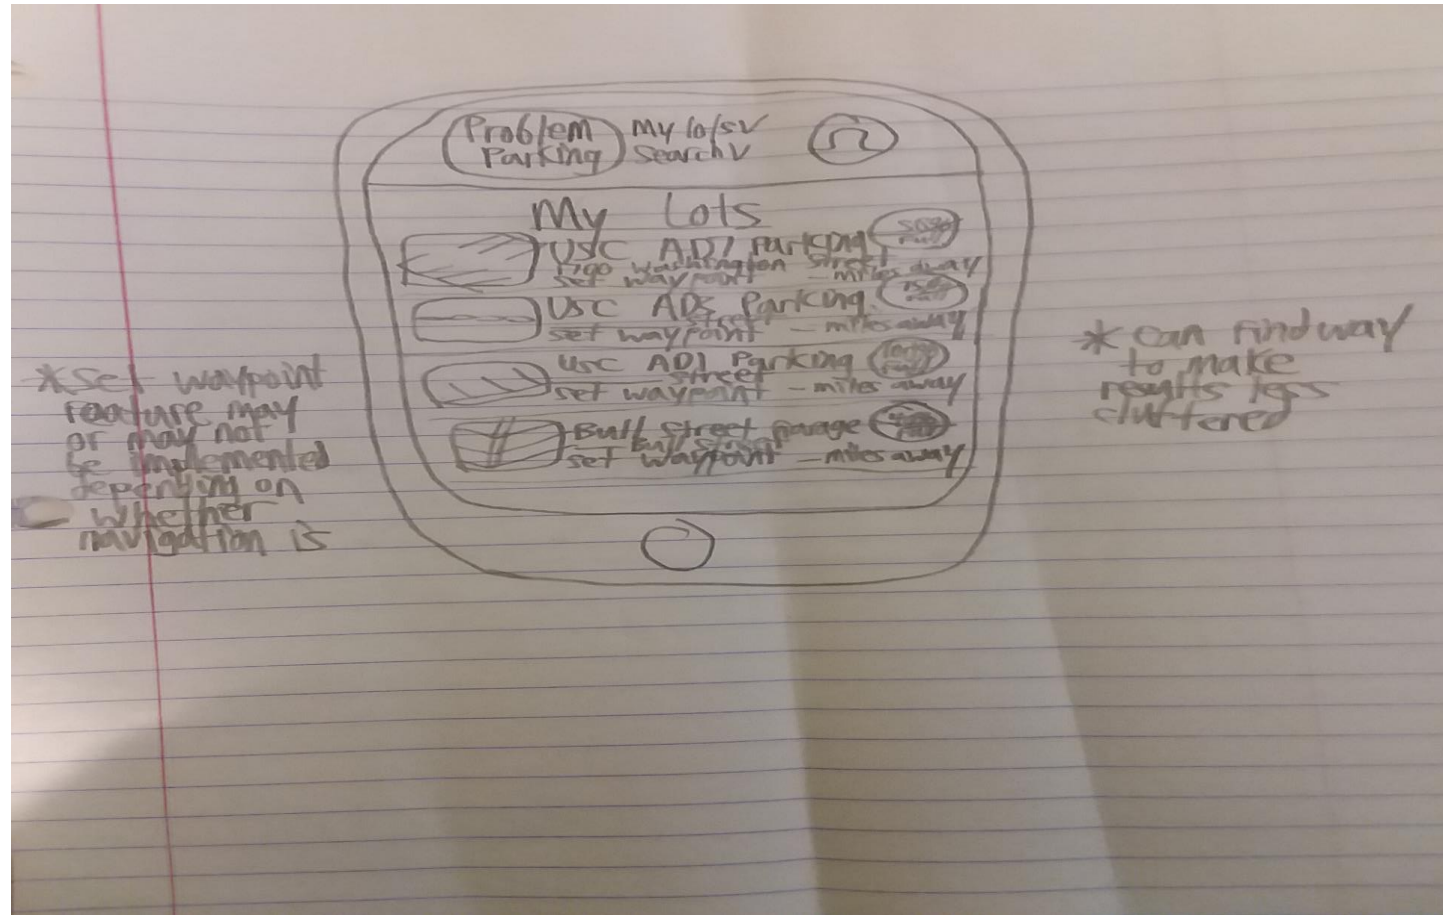 Problem
Parking
My lots v
Search v
My Lots
USC AD1 Parking
Washington Street
set waypoint miles away
USC AD5 Parking
Street
set waypoint - miles away
USC AD1 Parking
Street
set waypoint - miles away
Bull Street Garage
Bull
set waypoint - miles away
* set waypoint
feature may
or may not
be implemented
depending on
whether
navigation is
* can find way
to make
results less
cluttered